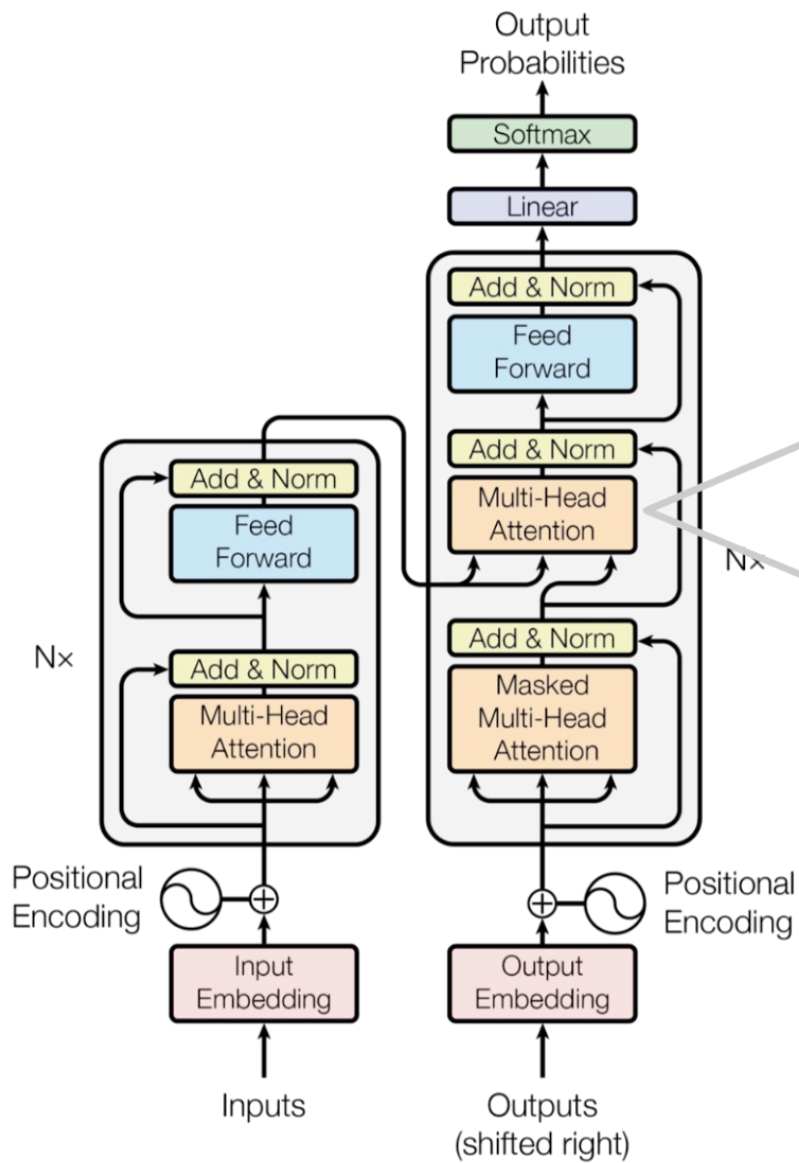 Output
Probabilities
Softmax
Linear
Add & Norm
Feed
Forward
Add & Norm
Multi-Head
Attention
Nx
Add & Norm
Masked
Multi-Head
Attention
Add & Norm
Feed
Forward
Nx
Add & Norm
Multi-Head
Attention
Positional
Encoding
Positional
Encoding
Input
Embedding
Output
Embedding
Inputs
Outputs
(shifted right)